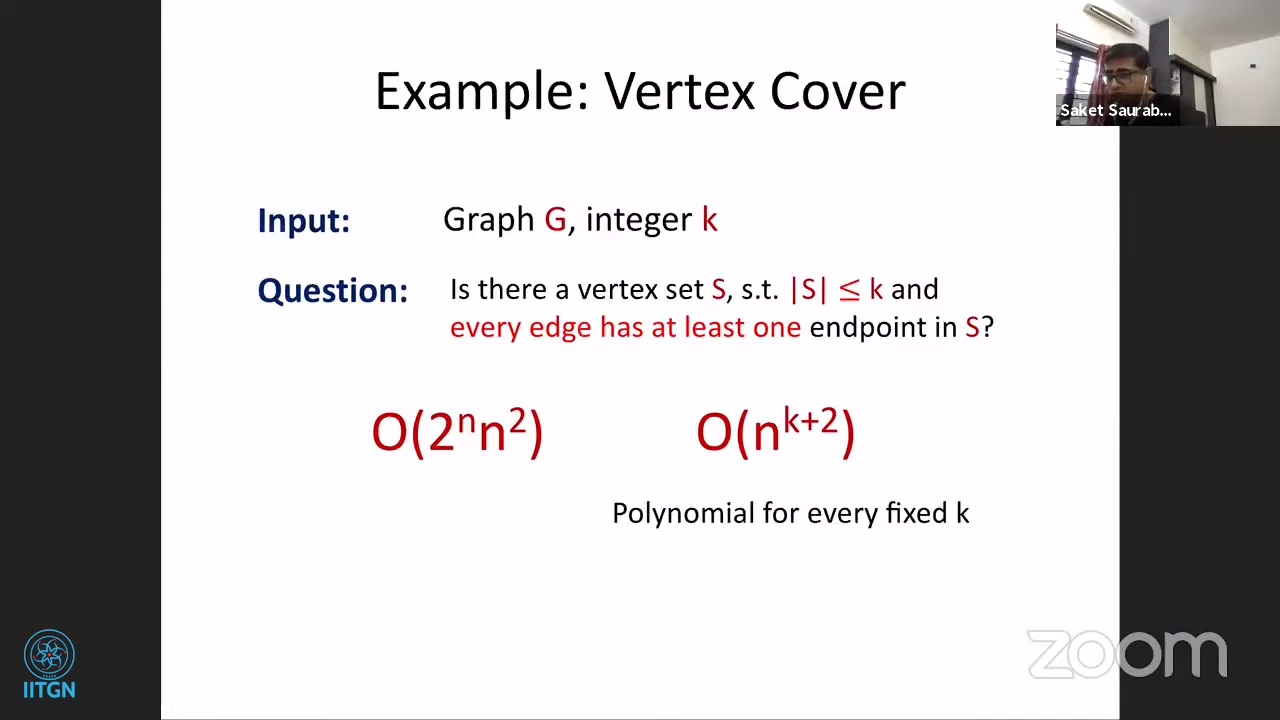 Example: Vertex Cover
Saket Saurab...
Input: Graph G, integer k
Question: Is there a vertex set S, s.t. |S| ≤ k and
every edge has at least one endpoint in S?
O(2ⁿn²) O(nᵏ⁺²)
Polynomial for every fixed k
IITGN
zoom